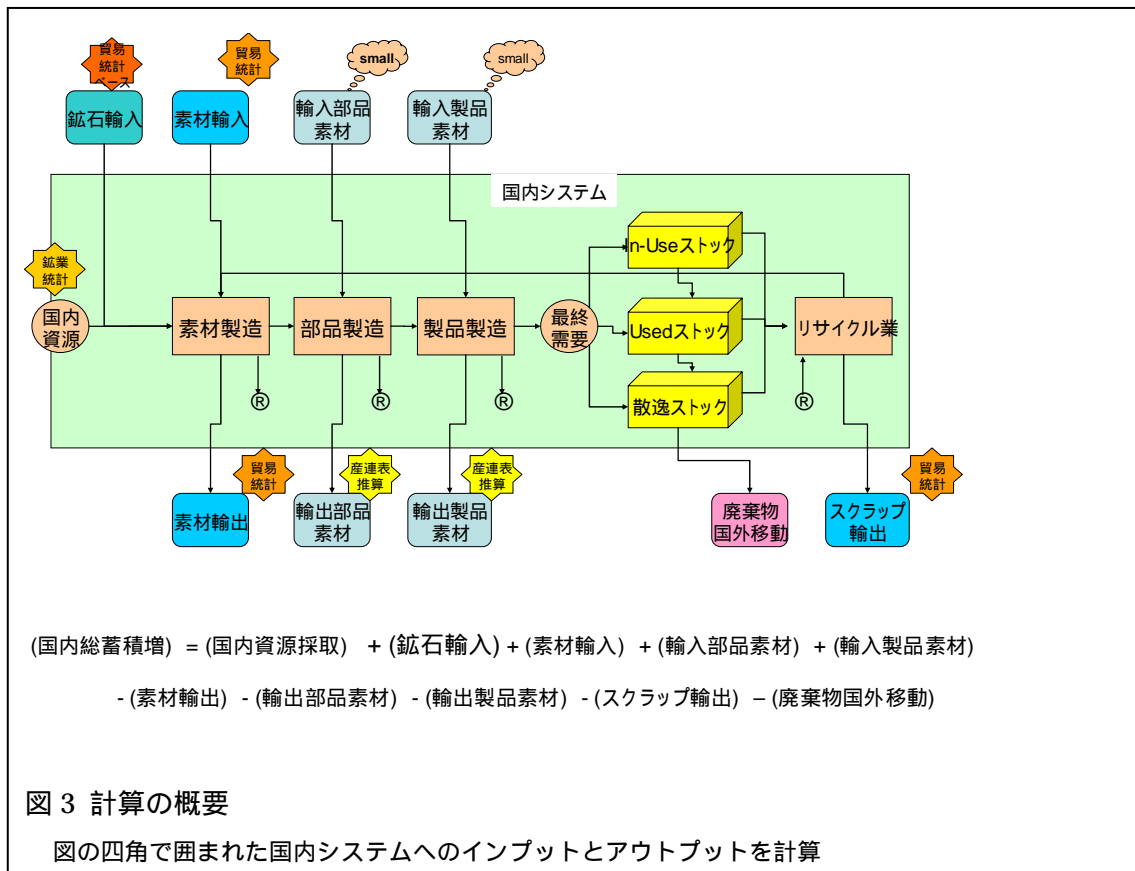 貿易
統計
ベース
貿易
統計
small
small
鉱石輸入
素材輸入
輸入部品
素材
輸入製品
素材
国内システム
鉱業
統計
国内
資源
素材製造
部品製造
製品製造
最終
需要
In-Useストック
Usedストック
散逸ストック
リサイクル業
®
®
®
®
貿易
統計
産連表
推算
産連表
推算
貿易
統計
素材輸出
輸出部品
素材
輸出製品
素材
廃棄物
国外移動
スクラップ
輸出
(国内総蓄積増) = (国内資源採取) + (鉱石輸入) + (素材輸入) + (輸入部品素材) + (輸入製品素材)
- (素材輸出) - (輸出部品素材) - (輸出製品素材) - (スクラップ輸出) – (廃棄物国外移動)
図 3 計算の概要
図の四角で囲まれた国内システムへのインプットとアウトプットを計算